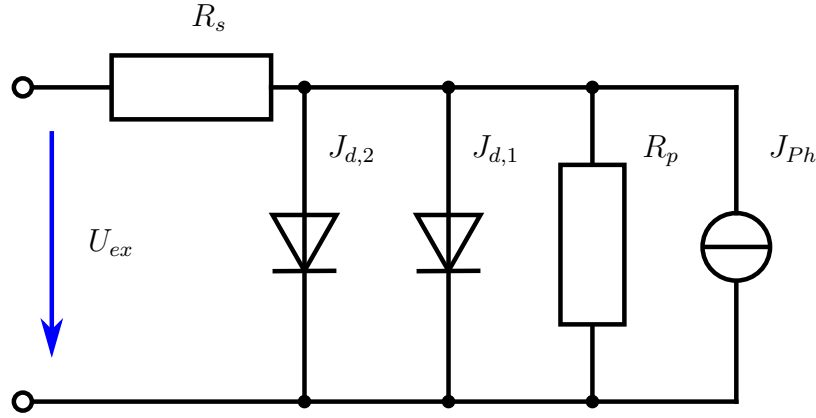 R_s
J_{d,2}
J_{d,1}
R_p
J_{Ph}
U_{ex}